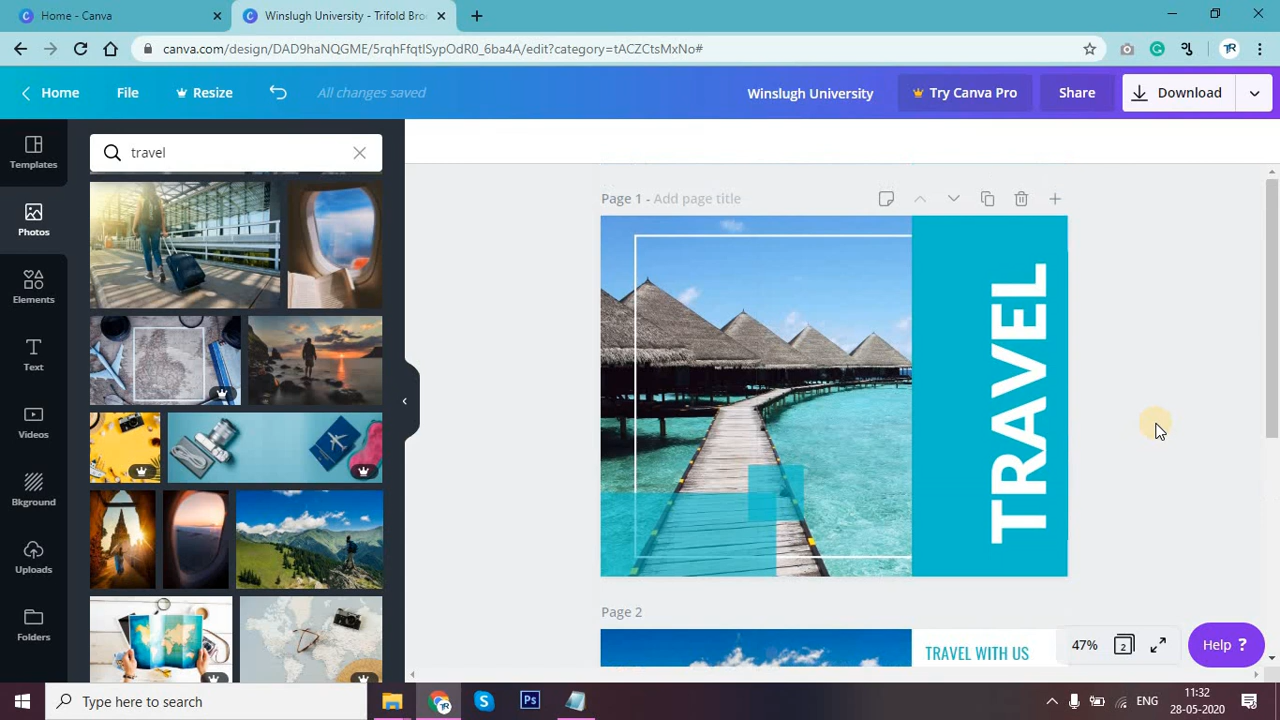 Home - Canva
Winslugh University - Trifold Bro
canva.com/design/DAD9haNQGME/5rqhFfqtlSypOdR0_6ba4A/edit?category=tACZCtsMxNo#
Home
File
Resize
All changes saved
Winslugh University
Try Canva Pro
Share
Download
Templates
Photos
Elements
Text
Videos
Bkground
Uploads
Folders
travel
Page 1 - Add page title
TRAVEL
Page 2
TRAVEL WITH US
47%
2
Help ?
Type here to search
Ps
ENG
11:32
28-05-2020